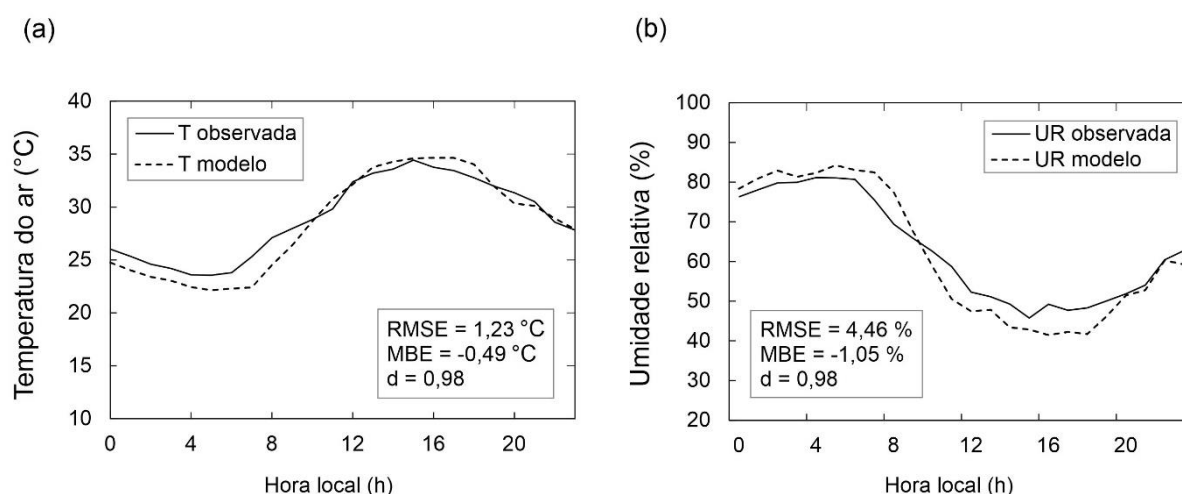 (a)
Temperatura do ar (°C)
40
35
30
25
20
15
10
T observada
T modelo
RMSE = 1,23 °C
MBE = -0,49 °C
d = 0,98
0 4 8 12 16 20
Hora local (h)
(b)
Umidade relativa (%)
100
90
80
70
60
50
40
30
20
UR observada
UR modelo
RMSE = 4,46 %
MBE = -1,05 %
d = 0,98
0 4 8 12 16 20
Hora local (h)